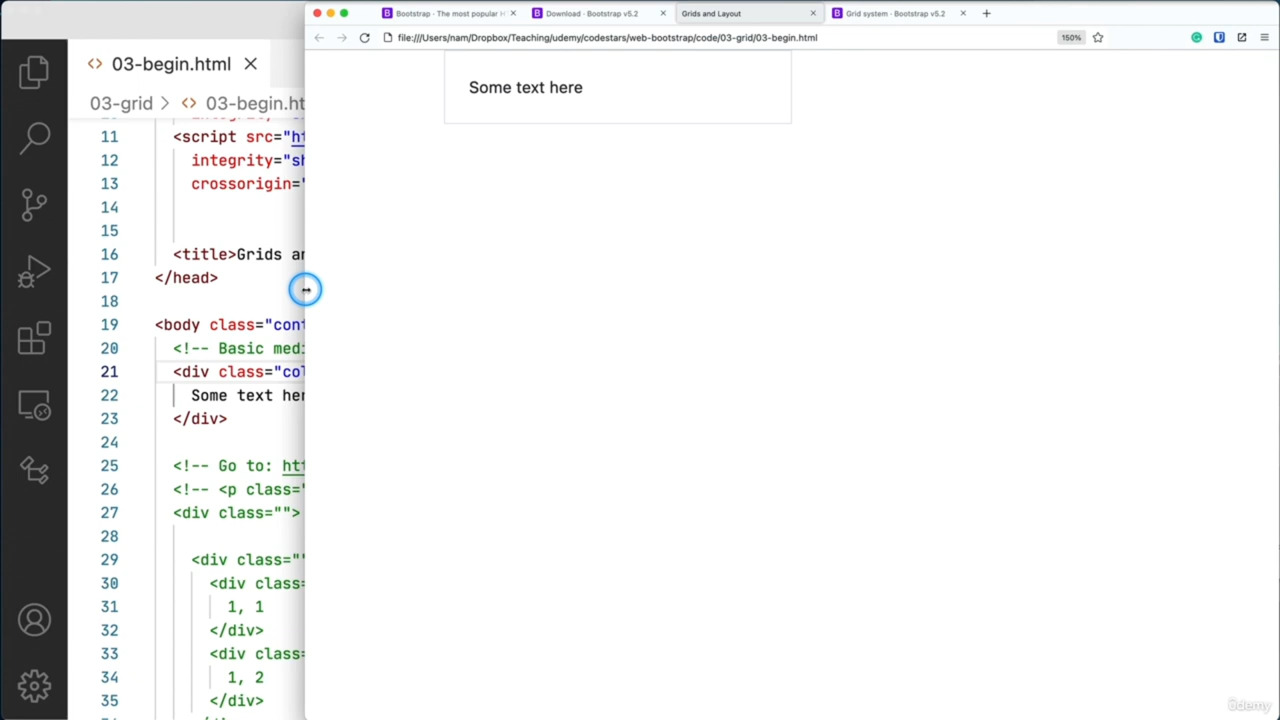 Bootstrap · The most popular H
Download · Bootstrap v5.2
Grids and Layout
Grid system · Bootstrap v5.2
file:///Users/nam/Dropbox/Teaching/udemy/codestars/web-bootstrap/code/03-grid/03-begin.html
150%
03-begin.html
03-grid > <> 03-begin.ht
Some text here
11 <script src="ht
12 integrity="sh
13 crossorigin="
14
15
16 <title>Grids an
17 </head>
18
19 <body class="cont
20 <!-- Basic medi
21 <div class="col
22 Some text her
23 </div>
24
25 <!-- Go to: htt
26 <!-- <p class="
27 <div class="">
28
29 <div class=""
30 <div class=
31 1, 1
32 </div>
33 <div class=
34 1, 2
35 </div>
ûdemy